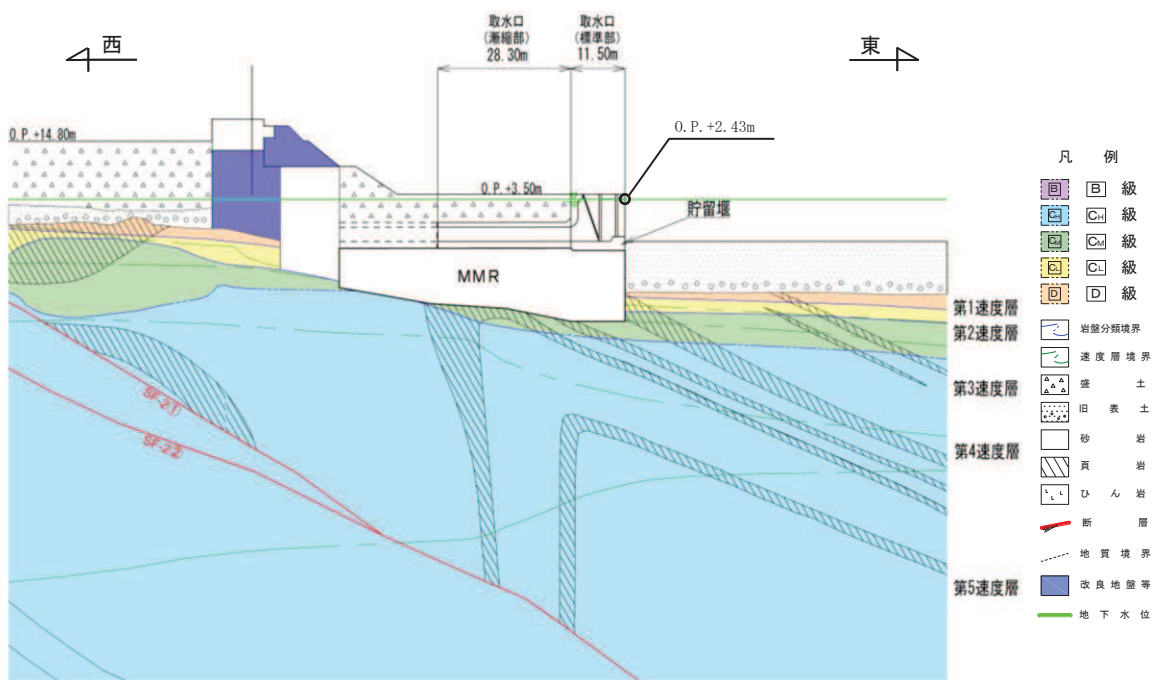 西
取水口
(漸縮部)
28.30m
取水口
(標準部)
11.50m
東
O.P.+14.80m
O.P.+2.43m
O.P.+3.50m
貯留堰
MMR
SF-21
SF-22
第1速度層
第2速度層
第3速度層
第4速度層
第5速度層
凡 例
B B 級
CH CH 級
CM CM 級
CL CL 級
D D 級
岩盤分類境界
速度層境界
盛 土
旧 表 土
砂 岩
頁 岩
ひ ん 岩
断 層
地 質 境 界
改 良 地 盤 等
地 下 水 位